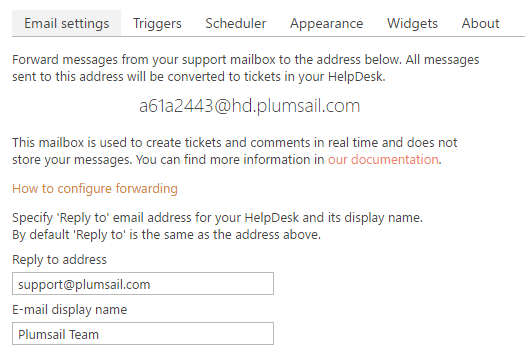 Email settings Triggers Scheduler Appearance Widgets About
Forward messages from your support mailbox to the address below. All messages
sent to this address will be converted to tickets in your HelpDesk.
a61a2443@hd.plumsail.com
This mailbox is used to create tickets and comments in real time and does not
store your messages. You can find more information in our documentation.
How to configure forwarding
Specify 'Reply to' email address for your HelpDesk and its display name.
By default 'Reply to' is the same as the address above.
Reply to address
support@plumsail.com
E-mail display name
Plumsail Team